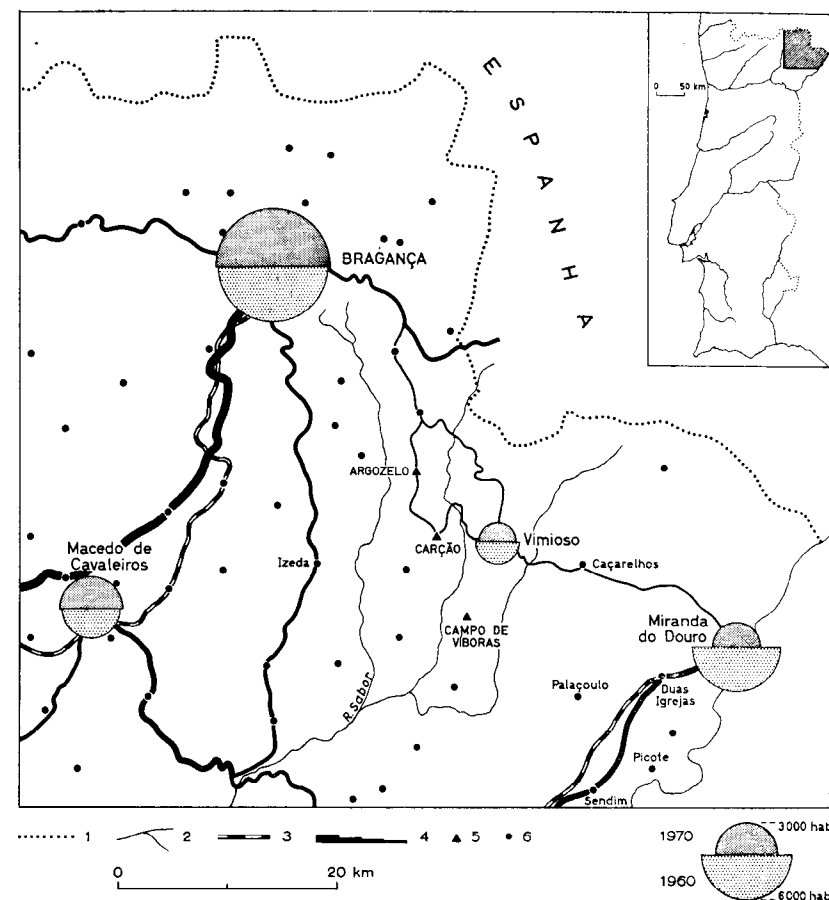 ESPANHA
0 50 km
BRAGANÇA
ARGOZELO
CARÇÃO
Vimioso
Macedo de
Cavaleiros
Izeda
Caçarelhos
CAMPO DE
VÍBORAS
Miranda
do Douro
R. Sabor
Palaçoulo
Duas
Igrejas
Picote
Sendim
1 2 3 4 5 6
1970 3000 hab
1960 6000 hab
0 20 km